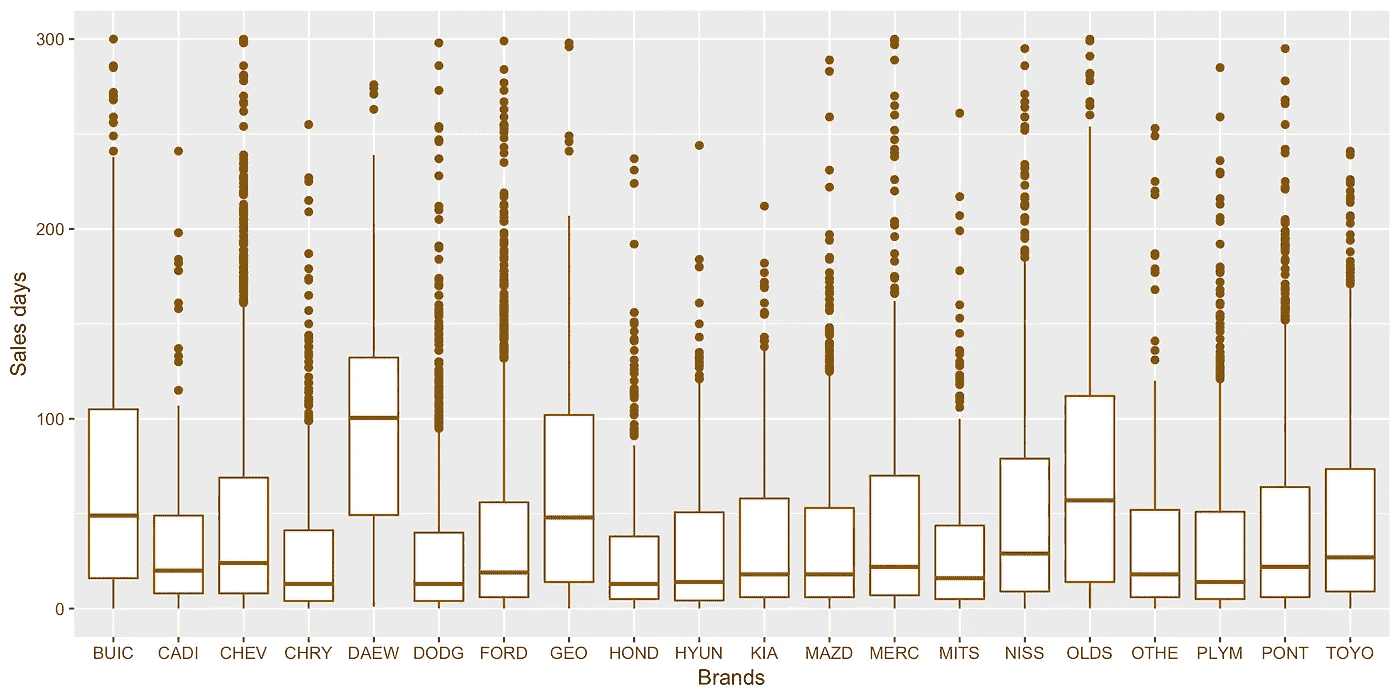 300
200
100
0
Sales days
BUIC CADI CHEV CHRY DAEW DODG FORD GEO HOND HYUN KIA MAZD MERC MITS NISS OLDS OTHE PLYM PONT TOYO
Brands